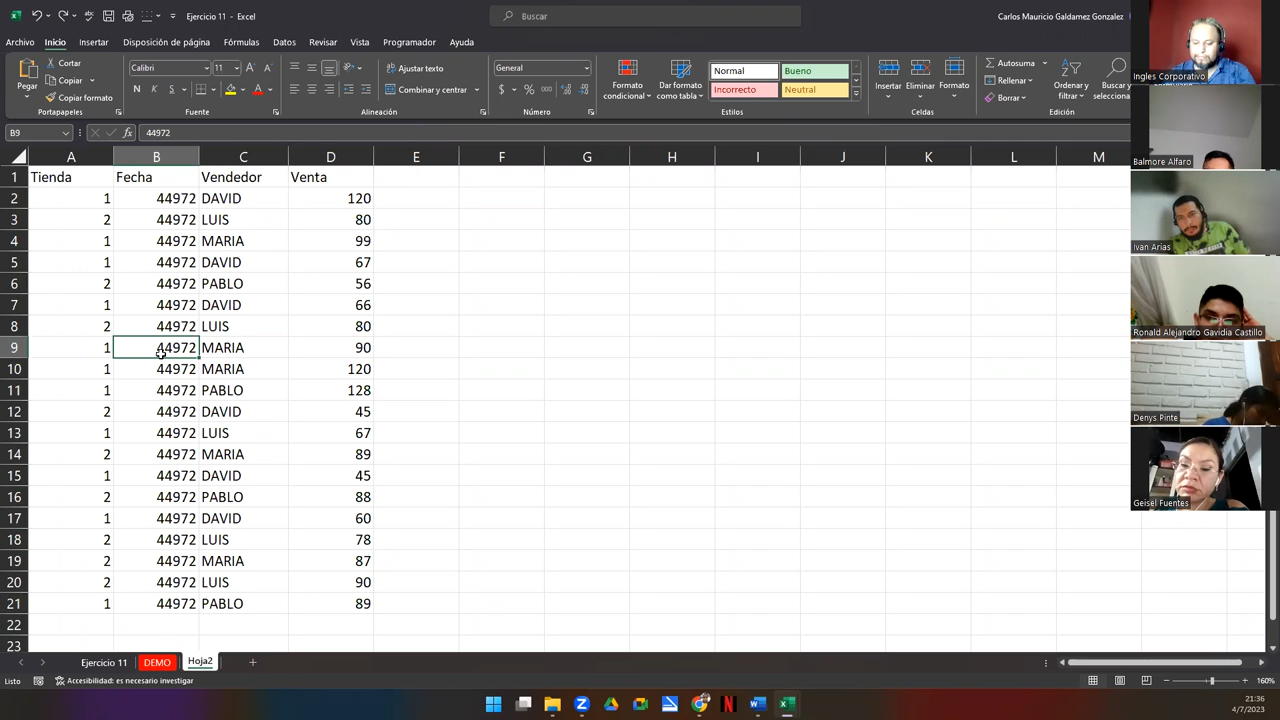 Ejercicio 11 - Excel
Buscar
Carlos Mauricio Galdamez Gonzalez
Archivo Inicio Insertar Disposición de página Fórmulas Datos Revisar Vista Programador Ayuda
Pegar
Cortar
Copiar
Copiar formato
Portapapeles
Calibri 11
N K S
Fuente
Ajustar texto
Combinar y centrar
Alineación
General
Número
Formato condicional
Dar formato como tabla
Normal Bueno
Incorrecto Neutral
Estilos
Insertar Eliminar Formato
Celdas
Autosuma
Rellenar
Borrar
Ordenar y filtrar
Buscar y selecciona
Edición
B9 fx 44972
A B C D E F G H I J K L M
1 Tienda Fecha Vendedor Venta
2 1 44972 DAVID 120
3 2 44972 LUIS 80
4 1 44972 MARIA 99
5 1 44972 DAVID 67
6 2 44972 PABLO 56
7 1 44972 DAVID 66
8 2 44972 LUIS 80
9 1 44972 MARIA 90
10 1 44972 MARIA 120
11 1 44972 PABLO 128
12 2 44972 DAVID 45
13 1 44972 LUIS 67
14 2 44972 MARIA 89
15 1 44972 DAVID 45
16 2 44972 PABLO 88
17 1 44972 DAVID 60
18 2 44972 LUIS 78
19 2 44972 MARIA 87
20 2 44972 LUIS 90
21 1 44972 PABLO 89
22
23
Ingles Corporativo
Balmore Alfaro
Ivan Arias
Ronald Alejandro Gavidia Castillo
Denys Pinte
Geisel Fuentes
Ejercicio 11 DEMO Hoja2
Listo Accesibilidad: es necesario investigar
160%
21:36
4/7/2023